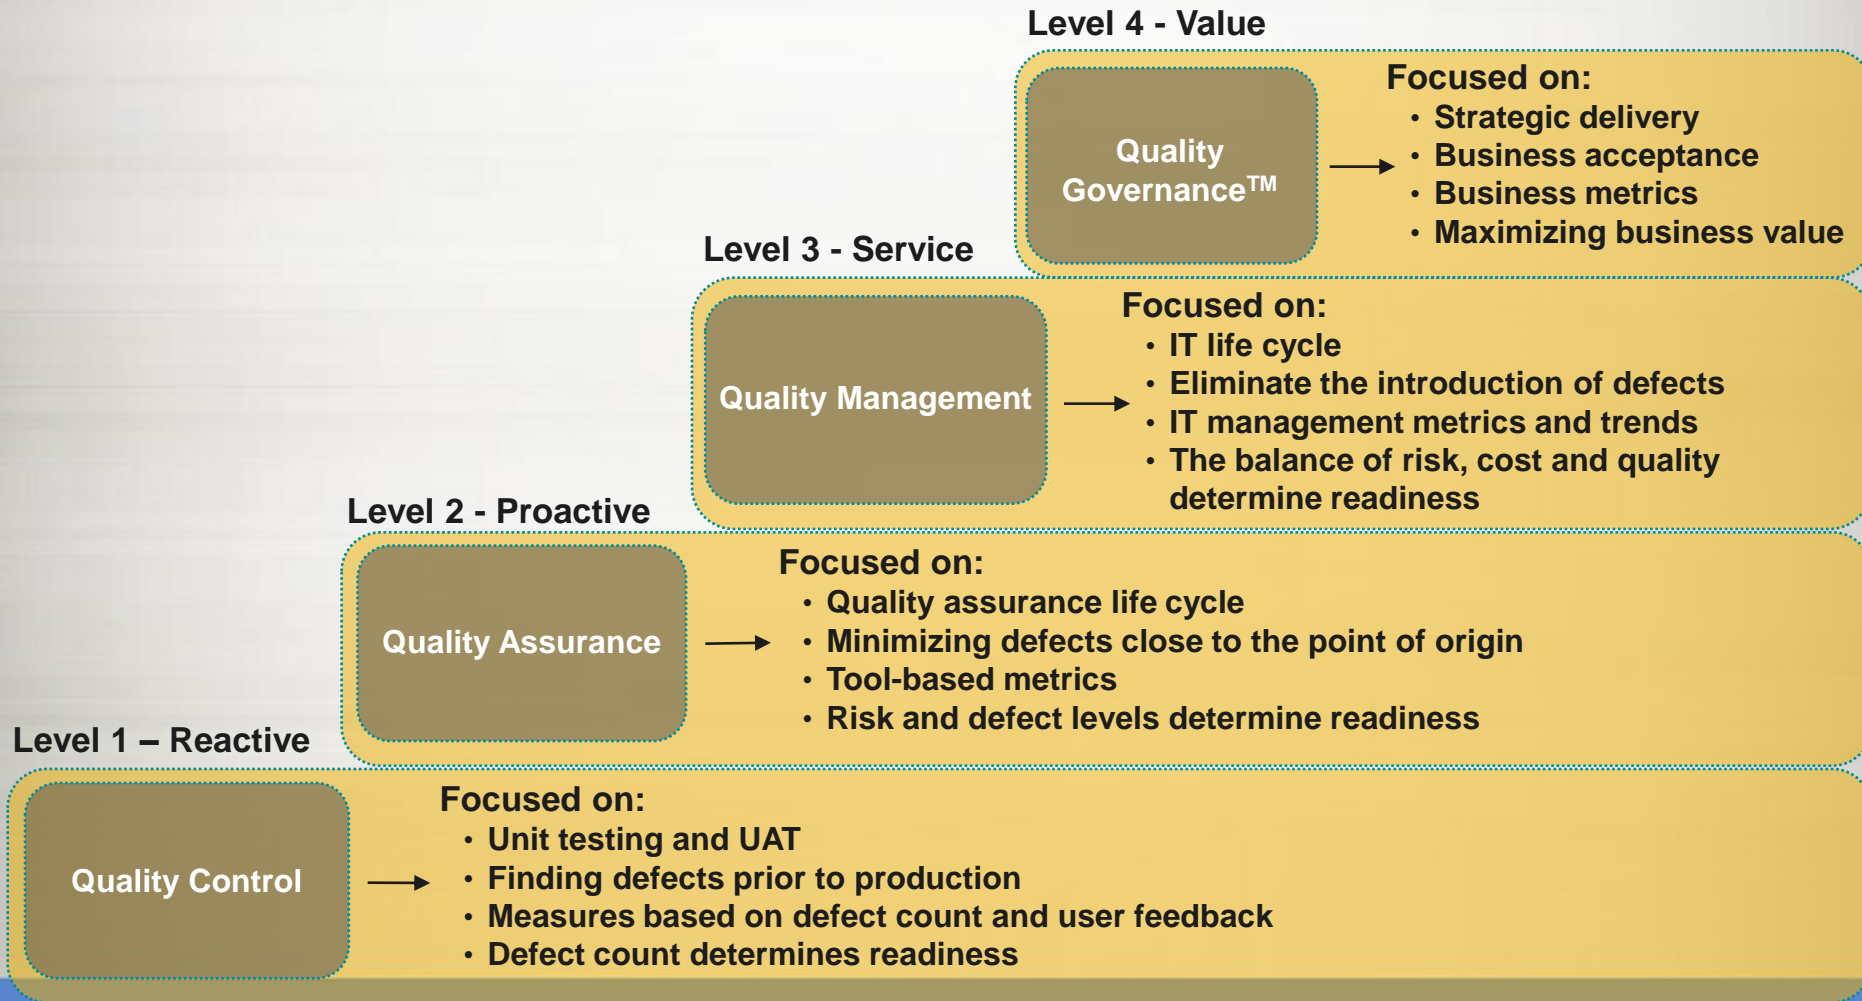 Level 4 - Value
Quality
Governance™
Focused on:
• Strategic delivery
• Business acceptance
• Business metrics
• Maximizing business value
Level 3 - Service
Quality Management
Focused on:
• IT life cycle
• Eliminate the introduction of defects
• IT management metrics and trends
• The balance of risk, cost and quality
determine readiness
Level 2 - Proactive
Quality Assurance
Focused on:
• Quality assurance life cycle
• Minimizing defects close to the point of origin
• Tool-based metrics
• Risk and defect levels determine readiness
Level 1 – Reactive
Quality Control
Focused on:
• Unit testing and UAT
• Finding defects prior to production
• Measures based on defect count and user feedback
• Defect count determines readiness